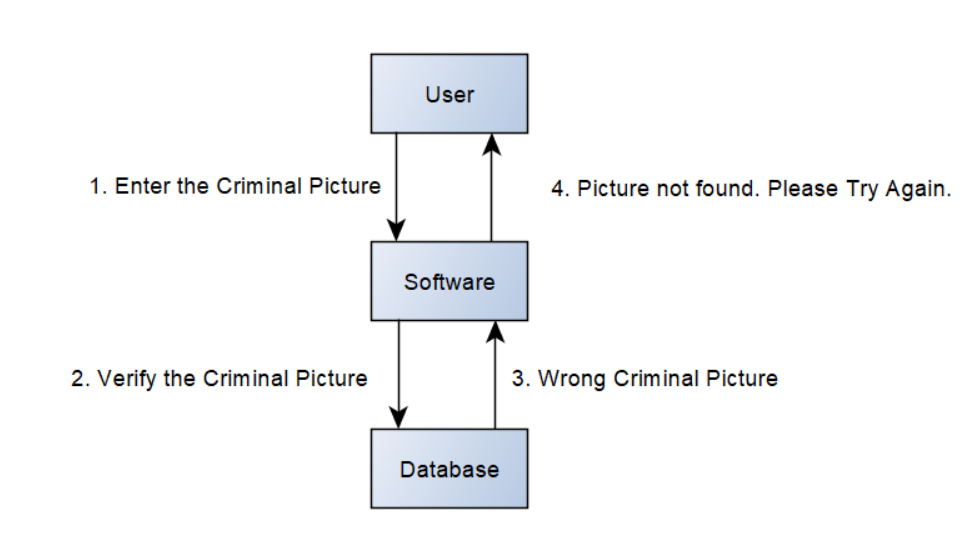 User
1. Enter the Criminal Picture
4. Picture not found. Please Try Again.
Software
2. Verify the Criminal Picture
3. Wrong Criminal Picture
Database